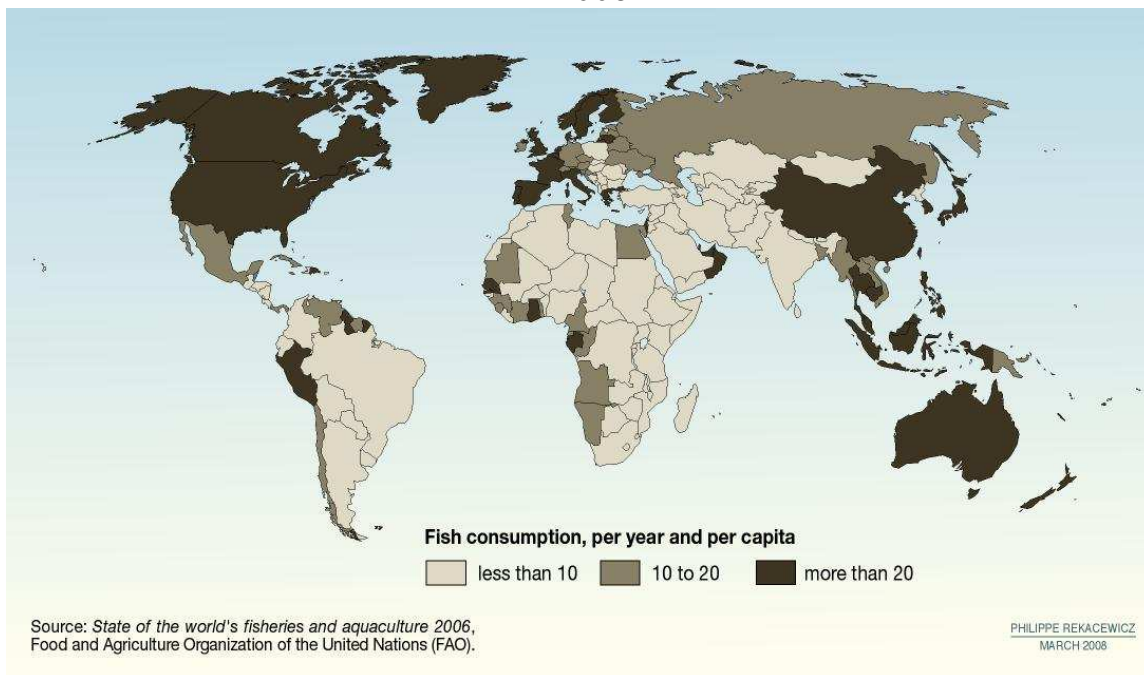 Fish consumption, per year and per capita
less than 10 10 to 20 more than 20
Source: State of the world's fisheries and aquaculture 2006,
Food and Agriculture Organization of the United Nations (FAO).
PHILIPPE REKACEWICZ
MARCH 2008